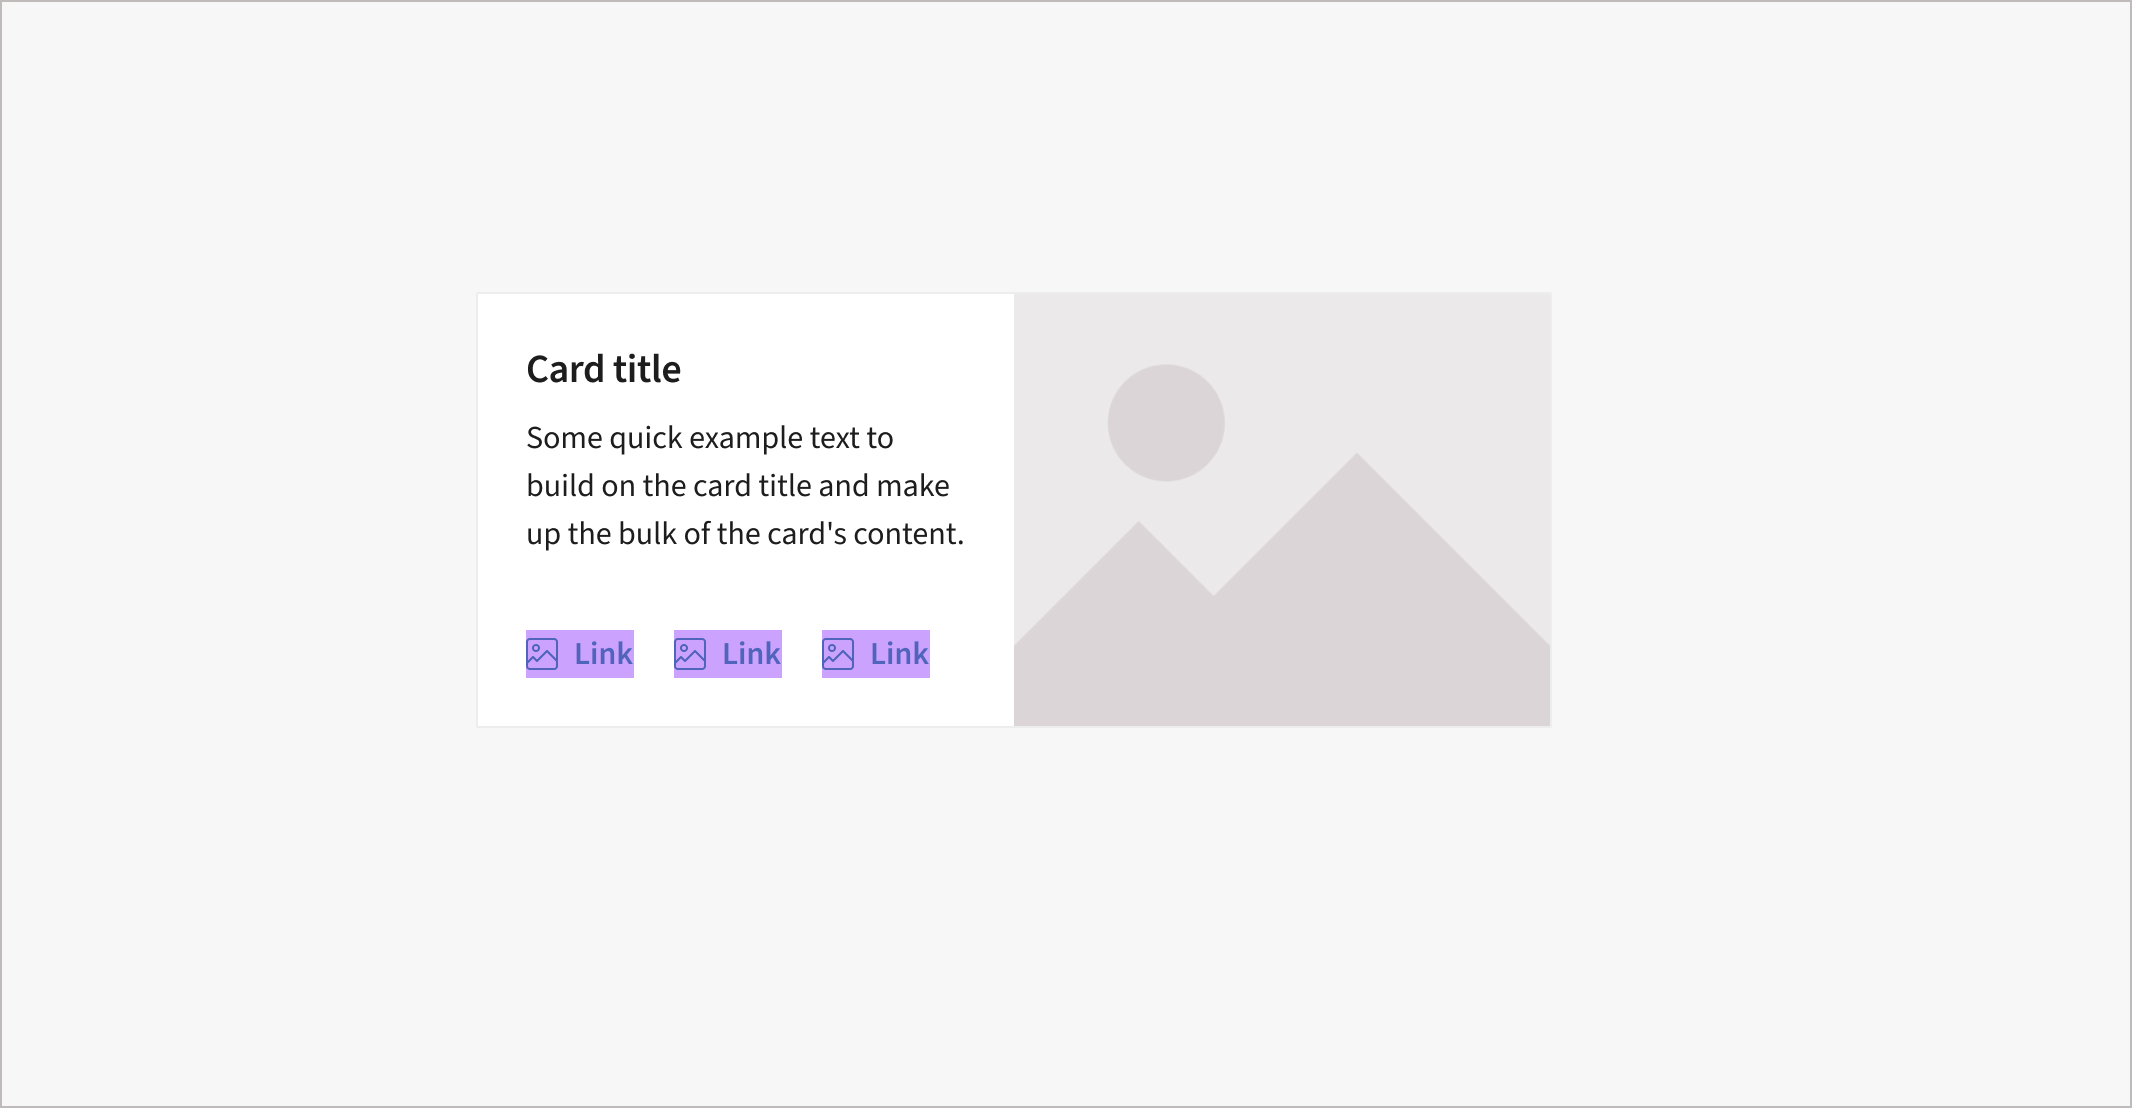 Card title
Some quick example text to
build on the card title and make
up the bulk of the card's content.
Link Link Link